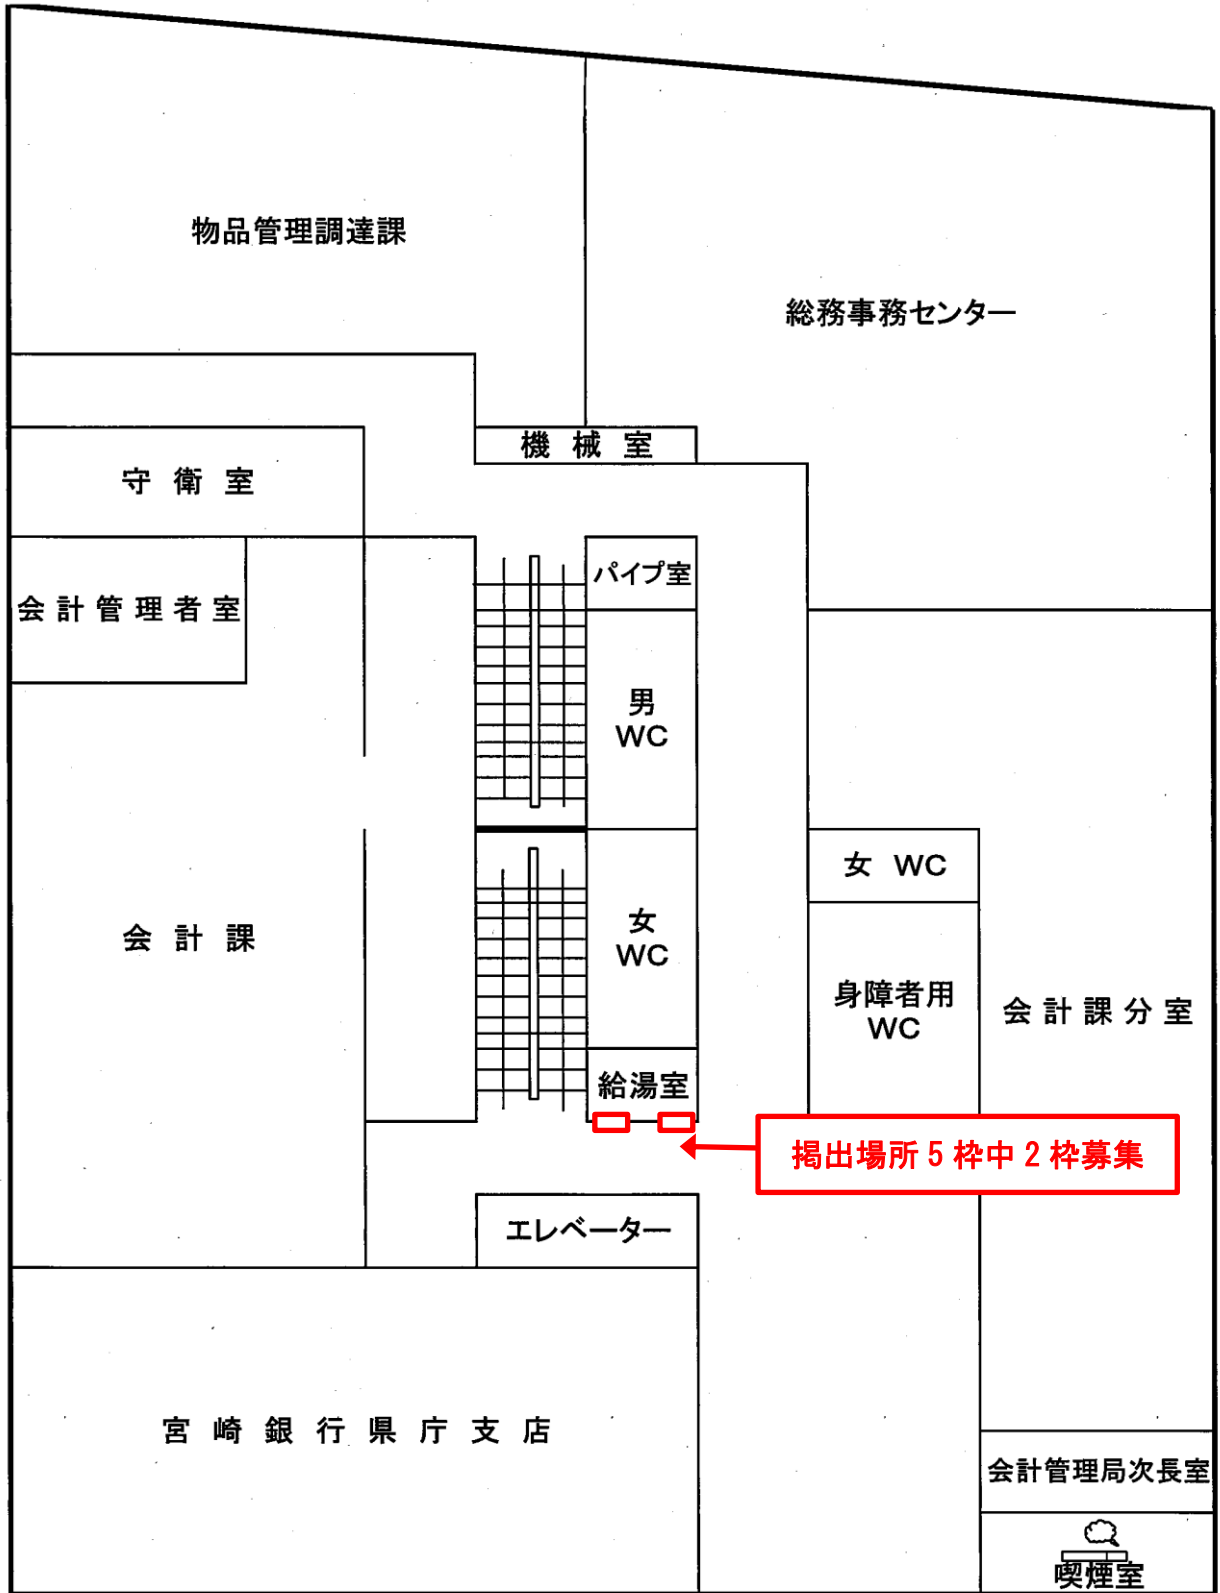 物品管理調達課
総務事務センター
機械室
守衛室
パイプ室
会計管理者室
男
WC
女 WC
女
WC
会計課
身障者用
WC
会計課分室
給湯室
掲出場所5枠中2枠募集
エレベーター
宮崎銀行県庁支店
会計管理局次長室
喫煙室